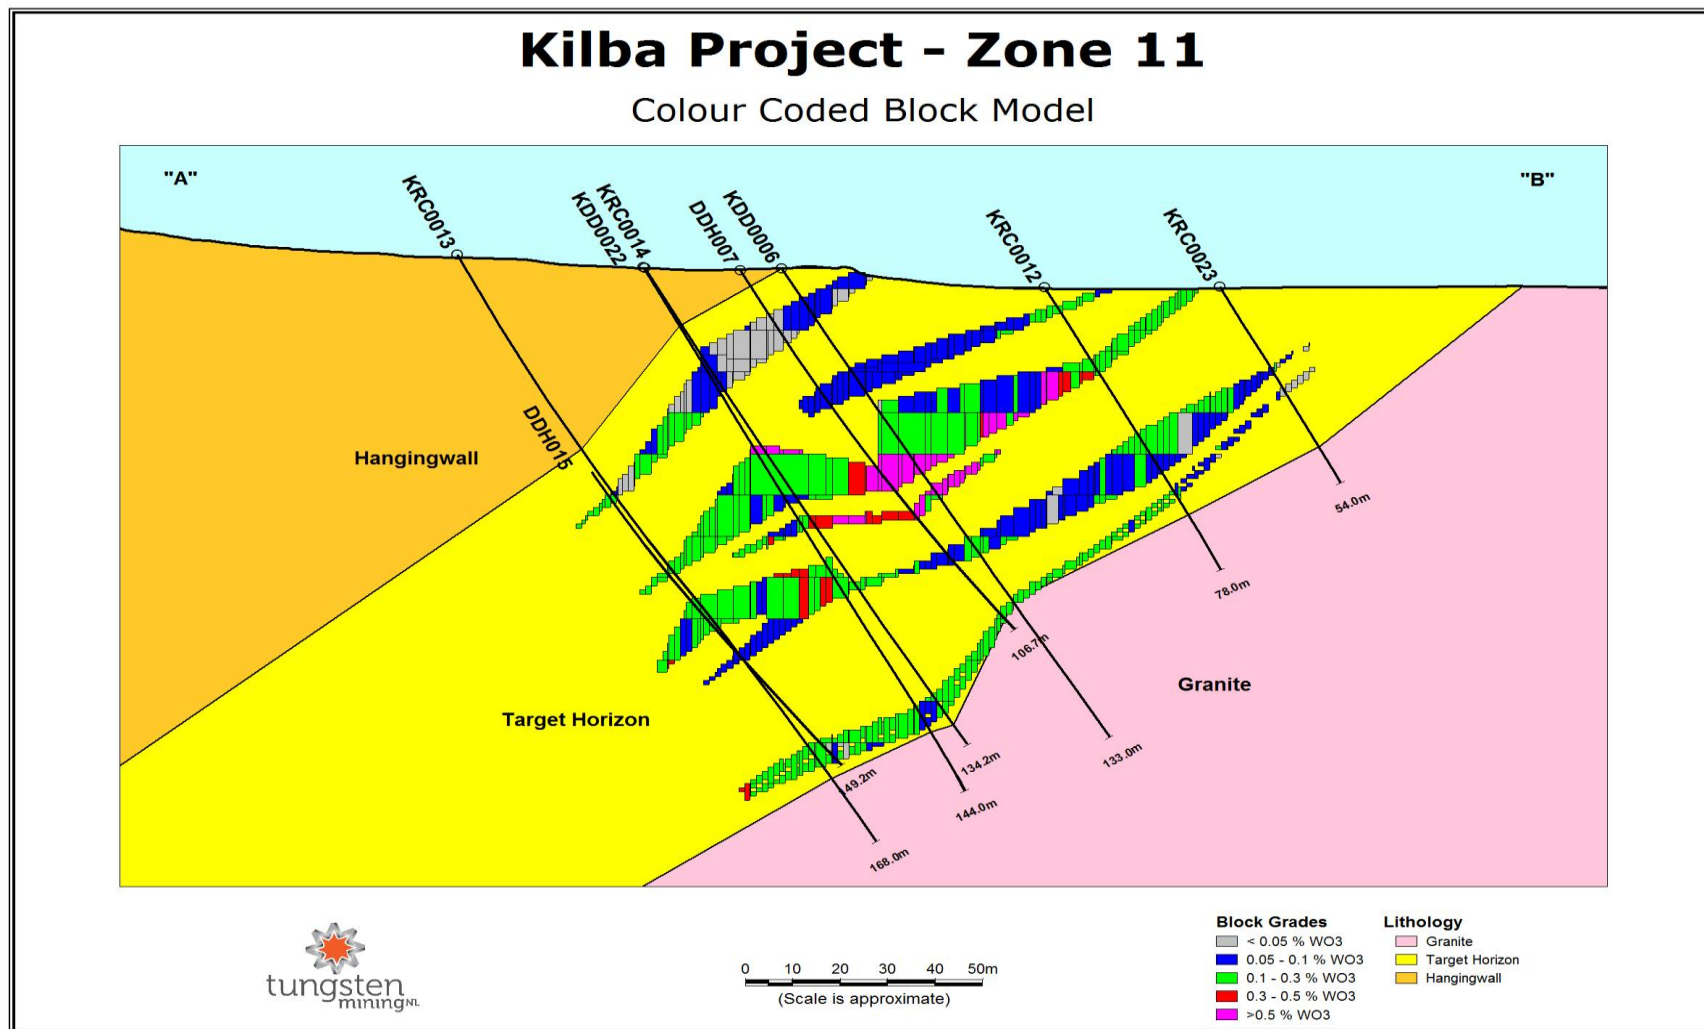 Kilba Project - Zone 11
Colour Coded Block Model
"A"
"B"
KRC0013
KDD0022
KRC0014
DDH007
KDD0006
KRC0012
KRC0023
DDH015
Hangingwall
54.0m
78.0m
106.7m
Granite
Target Horizon
133.0m
134.2m
149.2m
144.0m
168.0m
tungsten
mining NL
0 10 20 30 40 50m
(Scale is approximate)
Block Grades
< 0.05 % WO3
0.05 - 0.1 % WO3
0.1 - 0.3 % WO3
0.3 - 0.5 % WO3
>0.5 % WO3
Lithology
Granite
Target Horizon
Hangingwall